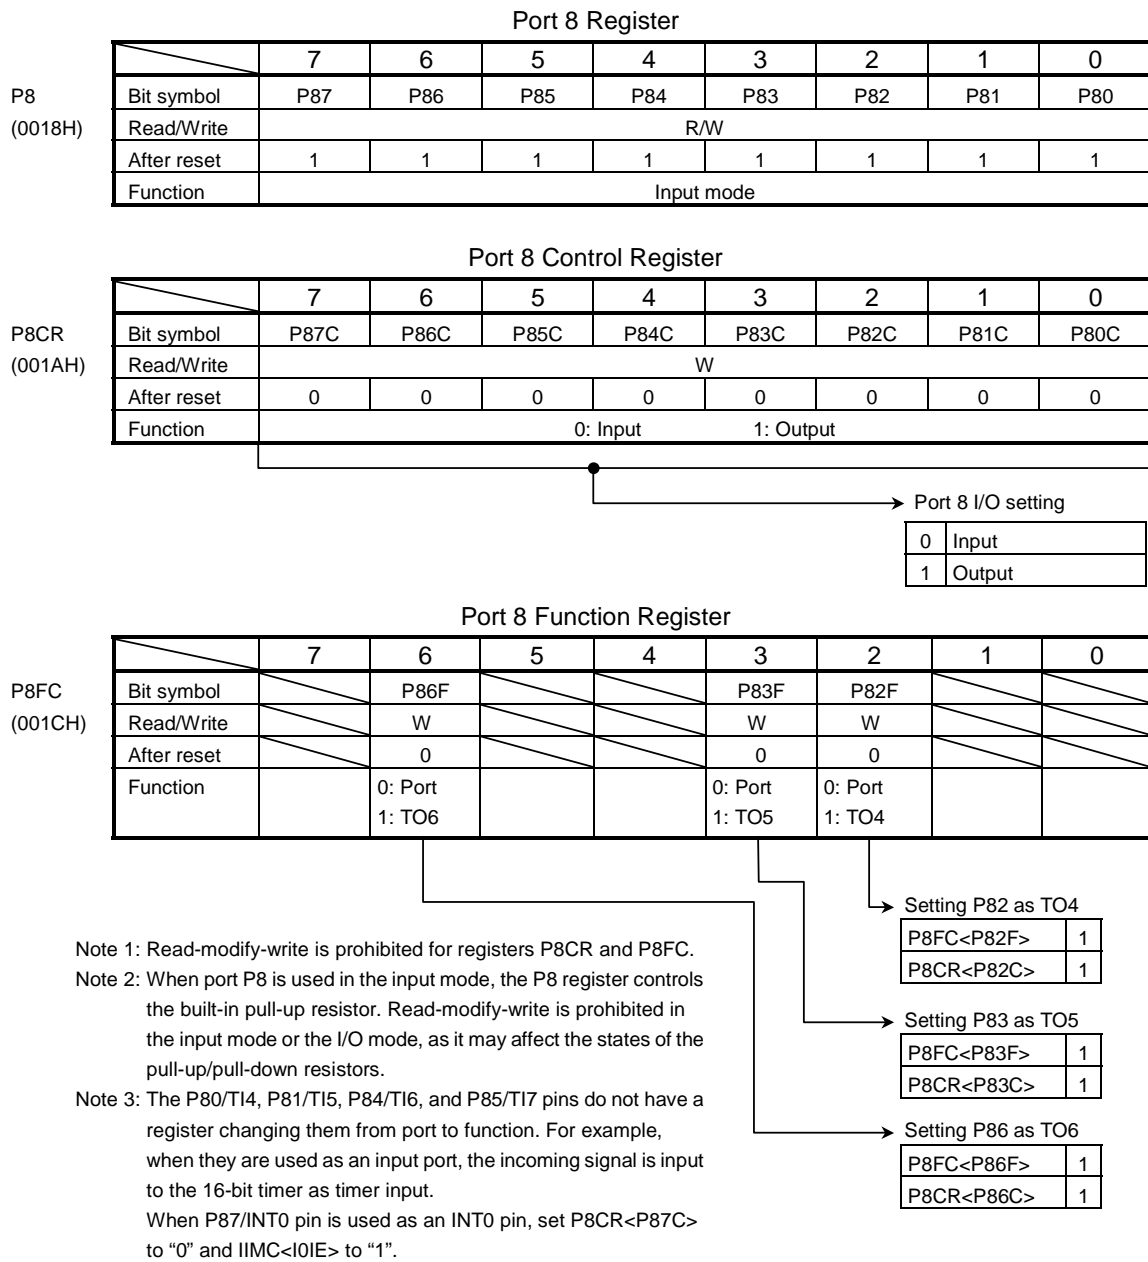 Port 8 Register
7 6 5 4 3 2 1 0
P8 Bit symbol P87 P86 P85 P84 P83 P82 P81 P80
(0018H) Read/Write R/W
After reset 1 1 1 1 1 1 1 1
Function Input mode
Port 8 Control Register
7 6 5 4 3 2 1 0
P8CR Bit symbol P87C P86C P85C P84C P83C P82C P81C P80C
(001AH) Read/Write W
After reset 0 0 0 0 0 0 0 0
Function 0: Input 1: Output
Port 8 I/O setting
0 Input
1 Output
Port 8 Function Register
7 6 5 4 3 2 1 0
P8FC Bit symbol P86F P83F P82F
(001CH) Read/Write W W W
After reset 0 0 0
Function 0: Port 0: Port 0: Port
1: TO6 1: TO5 1: TO4
Setting P82 as TO4
P8FC<P82F> 1
P8CR<P82C> 1
Setting P83 as TO5
P8FC<P83F> 1
P8CR<P83C> 1
Setting P86 as TO6
P8FC<P86F> 1
P8CR<P86C> 1
Note 1: Read-modify-write is prohibited for registers P8CR and P8FC.
Note 2: When port P8 is used in the input mode, the P8 register controls
the built-in pull-up resistor. Read-modify-write is prohibited in
the input mode or the I/O mode, as it may affect the states of the
pull-up/pull-down resistors.
Note 3: The P80/TI4, P81/TI5, P84/TI6, and P85/TI7 pins do not have a
register changing them from port to function. For example,
when they are used as an input port, the incoming signal is input
to the 16-bit timer as timer input.
When P87/INT0 pin is used as an INT0 pin, set P8CR<P87C>
to “0” and IIMC<I0IE> to “1”.